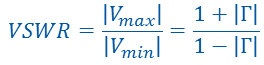 VSWR = |V_max| / |V_min| = 1 + |Γ| / 1 − |Γ|